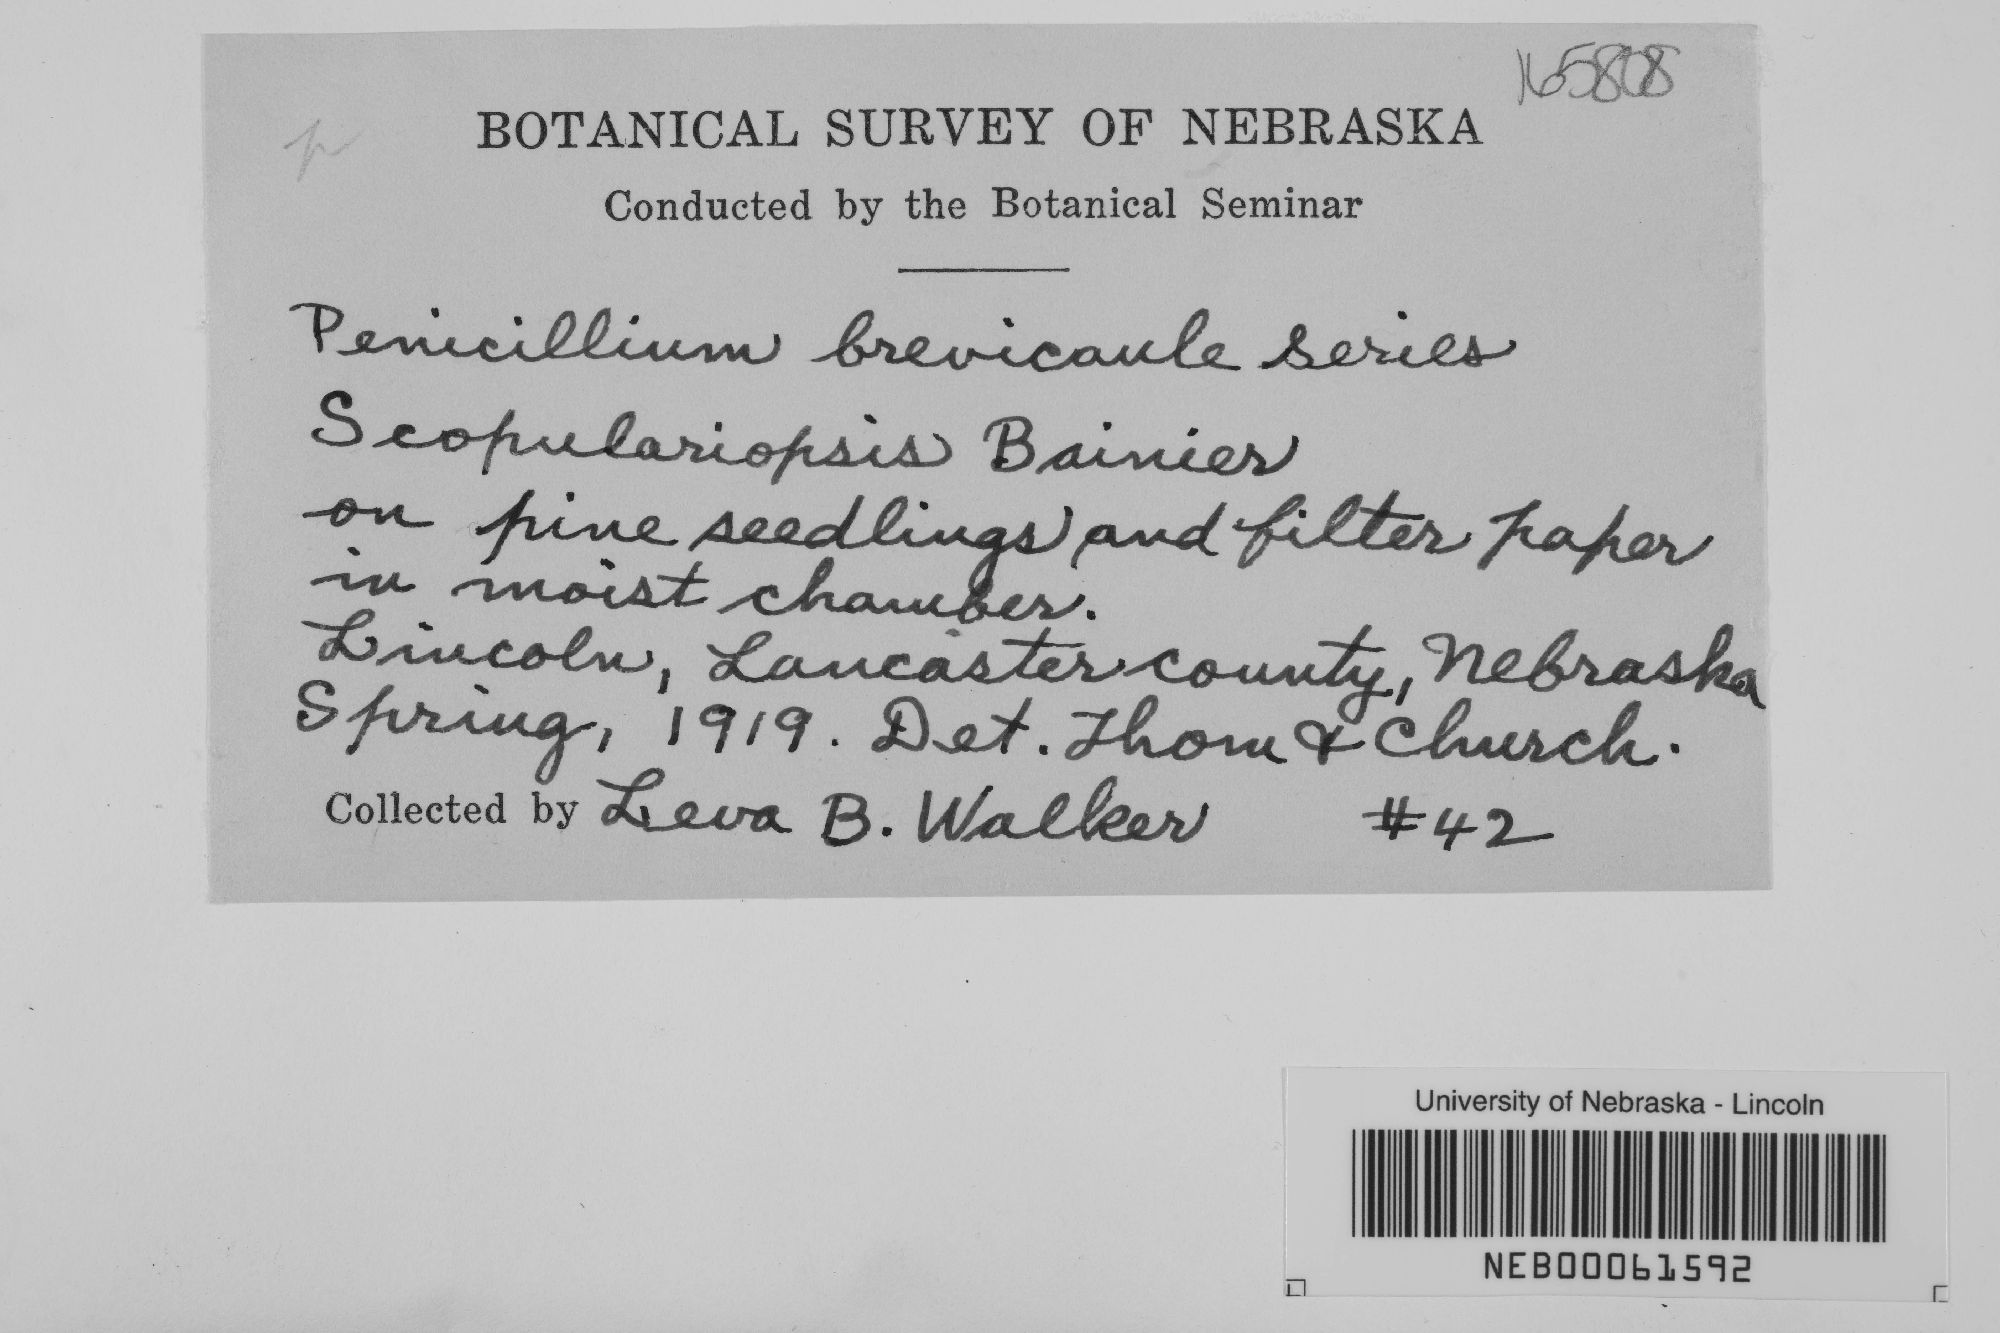 165808
p
BOTANICAL SURVEY OF NEBRASKA
Conducted by the Botanical Seminar
Penicillium brevicaule series
Scopulariopsis Bainier
on pine seedlings and filter paper
in moist chamber.
Lincoln, Lancaster county, Nebraska
Spring, 1919. Det. Thom & Church.
Collected by Leva B. Walker #42
University of Nebraska - Lincoln
NEB00061592